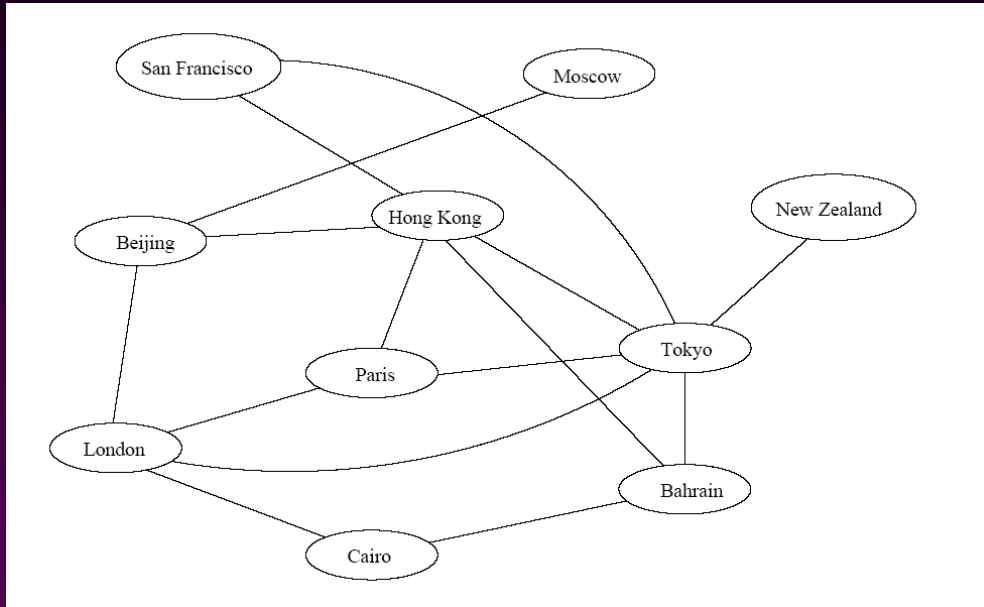 San Francisco
Moscow
New Zealand
Hong Kong
Beijing
Tokyo
Paris
London
Bahrain
Cairo